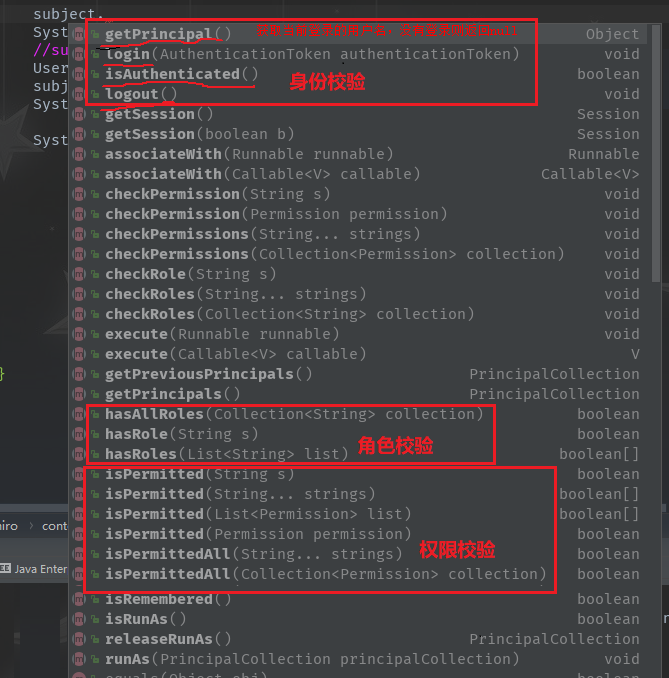 subject.
Syst
//su
User
subj
Syst
Syst
}
hiro
cont
Java Enter
getPrincipal()
Object
login(AuthenticationToken authenticationToken)
void
isAuthenticated()
boolean
身份校验
logout()
void
getSession()
Session
getSession(boolean b)
Session
associateWith(Runnable runnable)
Runnable
associateWith(Callable<V> callable)
Callable<V>
checkPermission(String s)
void
checkPermission(Permission permission)
void
checkPermissions(String... strings)
void
checkPermissions(Collection<Permission> collection)
void
checkRole(String s)
void
checkRoles(String... strings)
void
checkRoles(Collection<String> collection)
void
execute(Runnable runnable)
void
execute(Callable<V> callable)
V
getPreviousPrincipals()
PrincipalCollection
getPrincipals()
PrincipalCollection
hasAllRoles(Collection<String> collection)
boolean
hasRole(String s)
boolean
角色校验
hasRoles(List<String> list)
boolean[]
isPermitted(String s)
boolean
isPermitted(String... strings)
boolean[]
isPermitted(List<Permission> list)
boolean[]
isPermitted(Permission permission)
boolean
权限校验
isPermittedAll(String... strings)
boolean
isPermittedAll(Collection<Permission> collection)
boolean
isRemembered()
boolean
isRunAs()
boolean
releaseRunAs()
PrincipalCollection
runAs(PrincipalCollection principalCollection)
void
equals(Object obj)
boolean